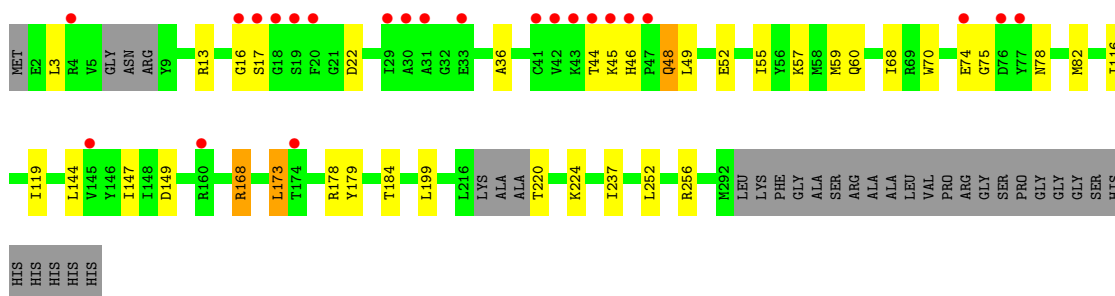 MET E2 L3 R4 V5 GLY ASN ARG Y9 R13 G16 S17 G18 S19 F20 G21 D22 I29 A30 A31 G32 E33 A36 C41 V42 K43 T44 K45 H46 P47 Q48 L49 E52 I55 Y56 K57 M58 M59 Q60 I68 R69 W70 E74 G75 D76 Y77 N78 M82 I116
I119 L144 V145 Y146 I147 I148 D149 R160 R168 L173 T174 R178 Y179 T184 L199 L216 LYS ALA ALA T220 K224 I237 L252 R256 M292 LEU LYS PHE GLY ALA SER ARG ALA ALA LEU VAL PRO ARG GLY SER PRO GLY GLY GLY SER HIS
HIS HIS HIS HIS HIS